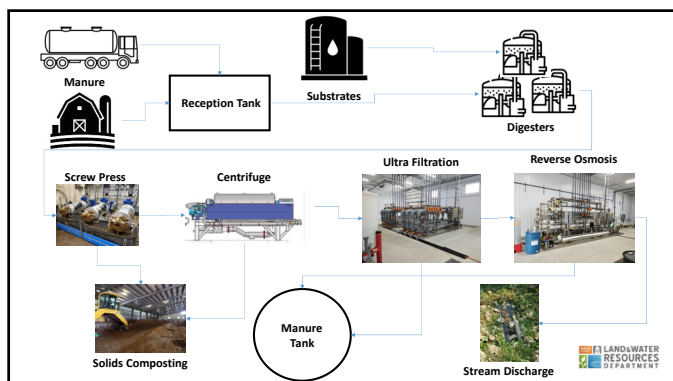 Manure
Reception Tank
Substrates
Digesters
Screw Press
Centrifuge
Ultra Filtration
Reverse Osmosis
Solids Composting
Manure
Tank
Stream Discharge
LAND&WATER
RESOURCES
DEPARTMENT